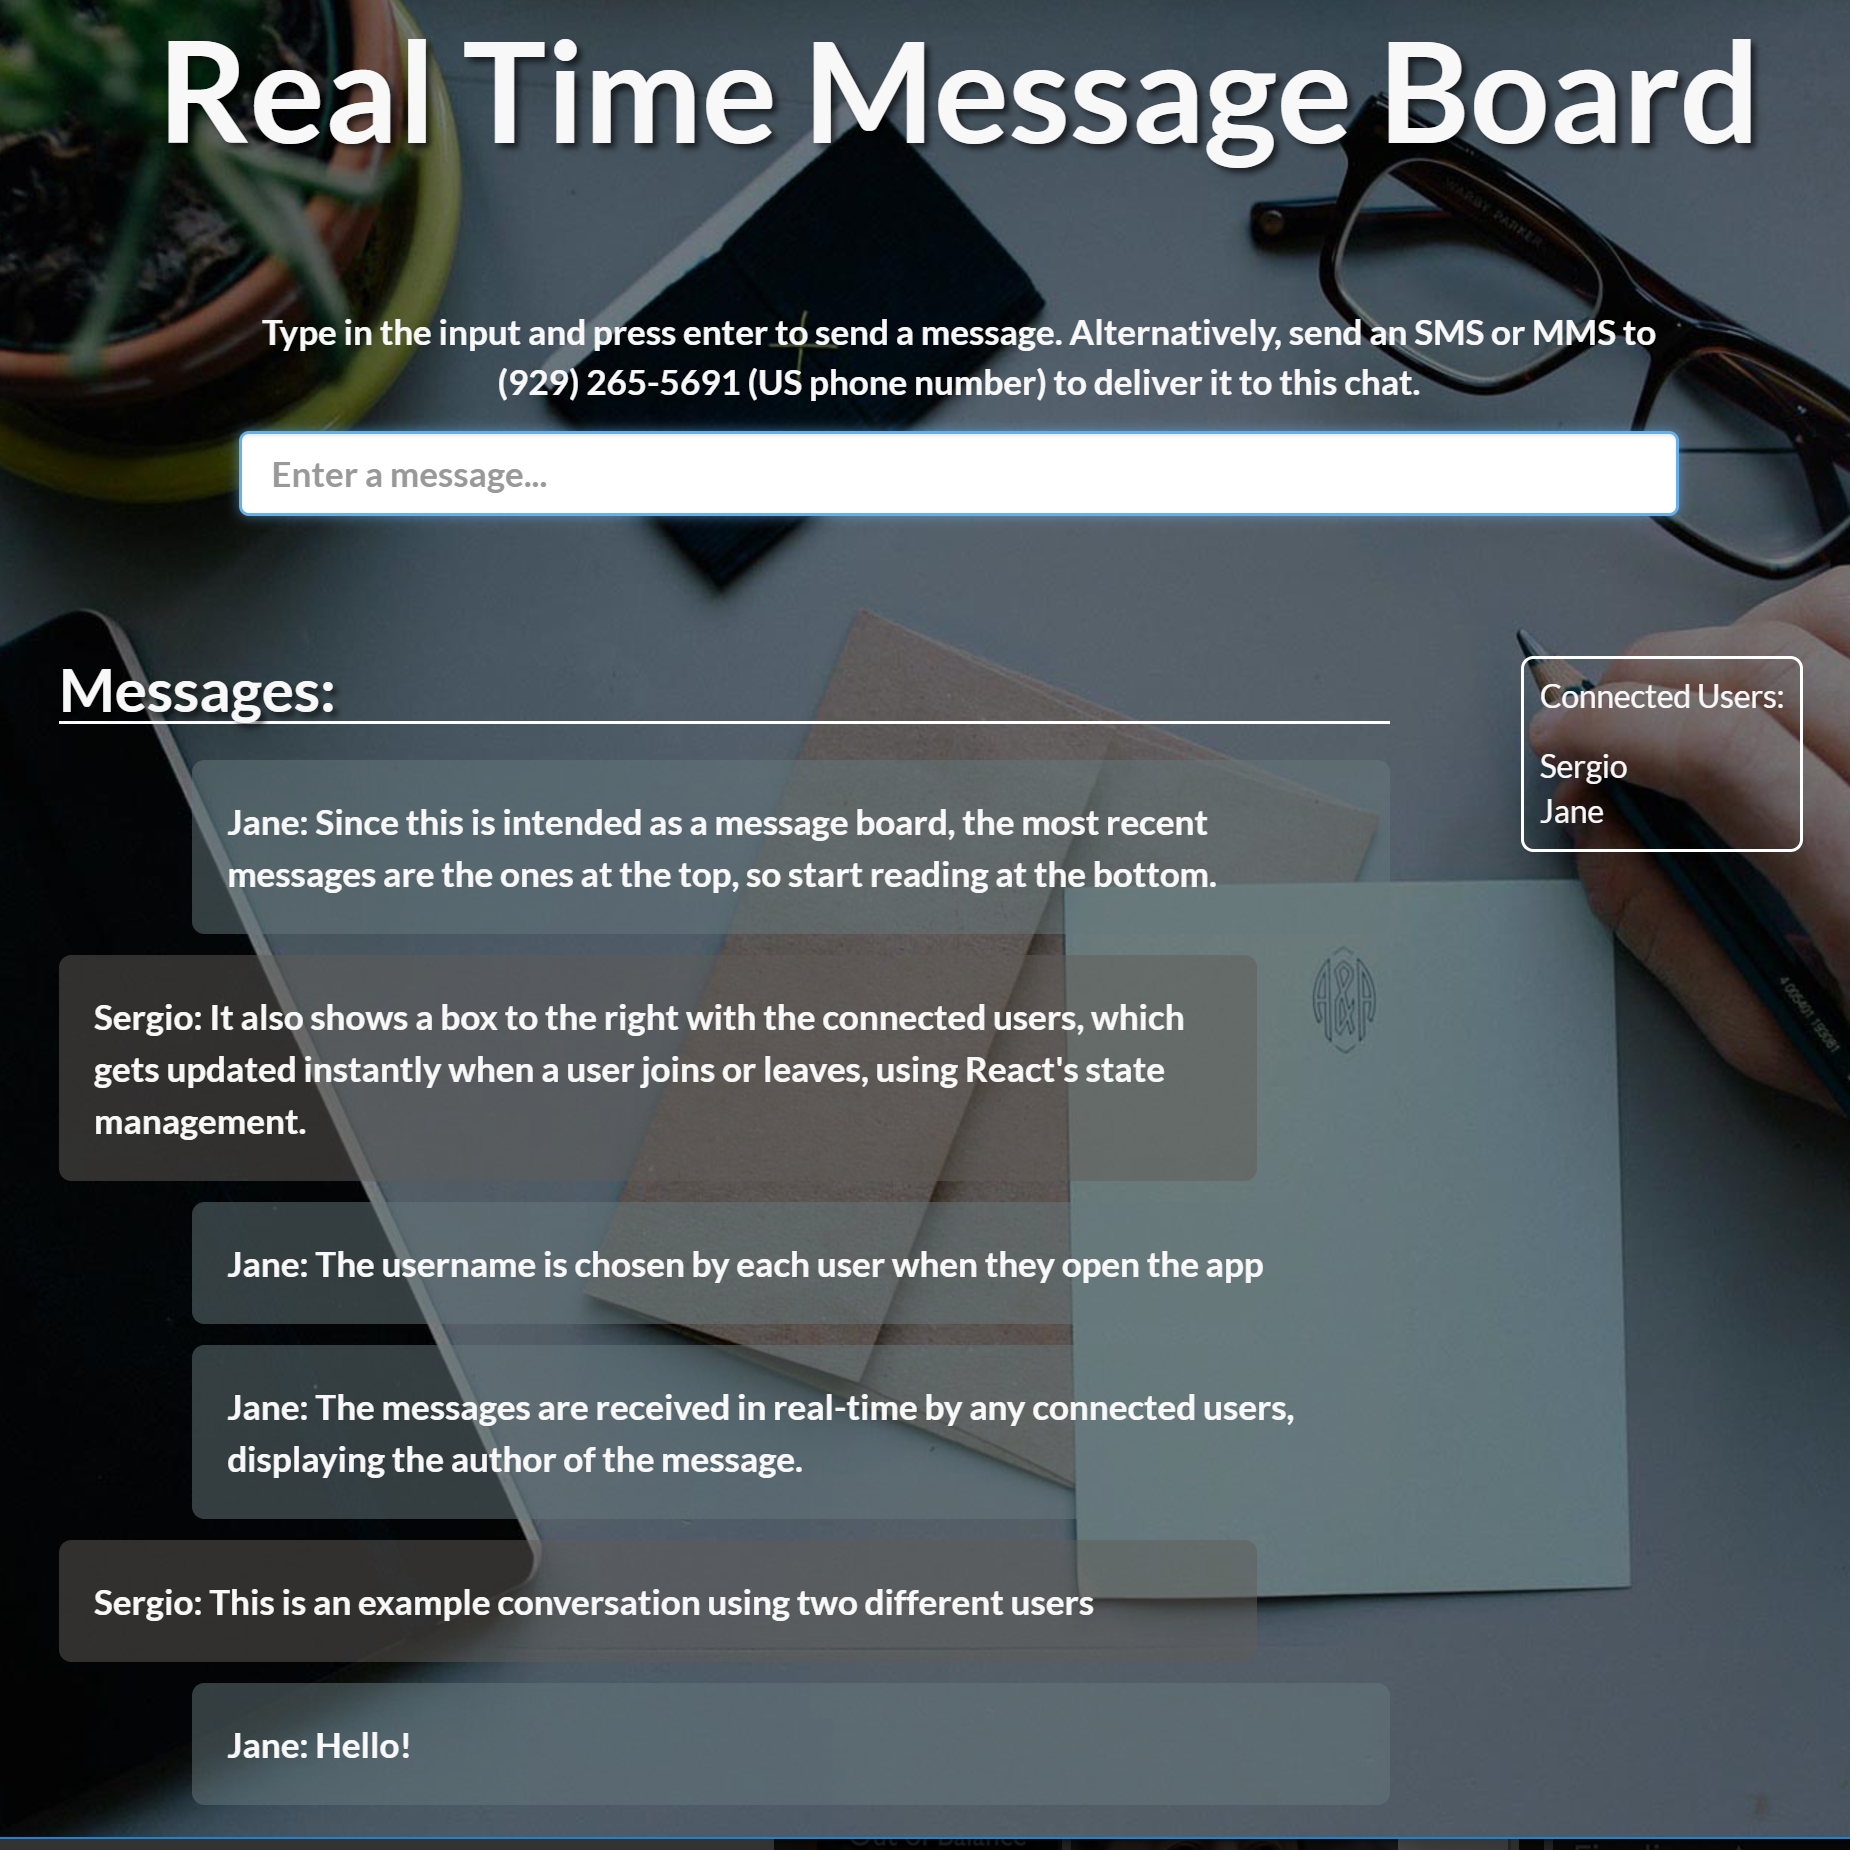 Real Time Message Board
WARBY PARKER
Type in the input and press enter to send a message. Alternatively, send an SMS or MMS to
(929) 265-5691 (US phone number) to deliver it to this chat.
Enter a message...
Messages:
Connected Users:
Sergio
Jane
Jane: Since this is intended as a message board, the most recent
messages are the ones at the top, so start reading at the bottom.
A&A
Sergio: It also shows a box to the right with the connected users, which
gets updated instantly when a user joins or leaves, using React's state
management.
Jane: The username is chosen by each user when they open the app
Jane: The messages are received in real-time by any connected users,
displaying the author of the message.
Sergio: This is an example conversation using two different users
Jane: Hello!
Out of Balance